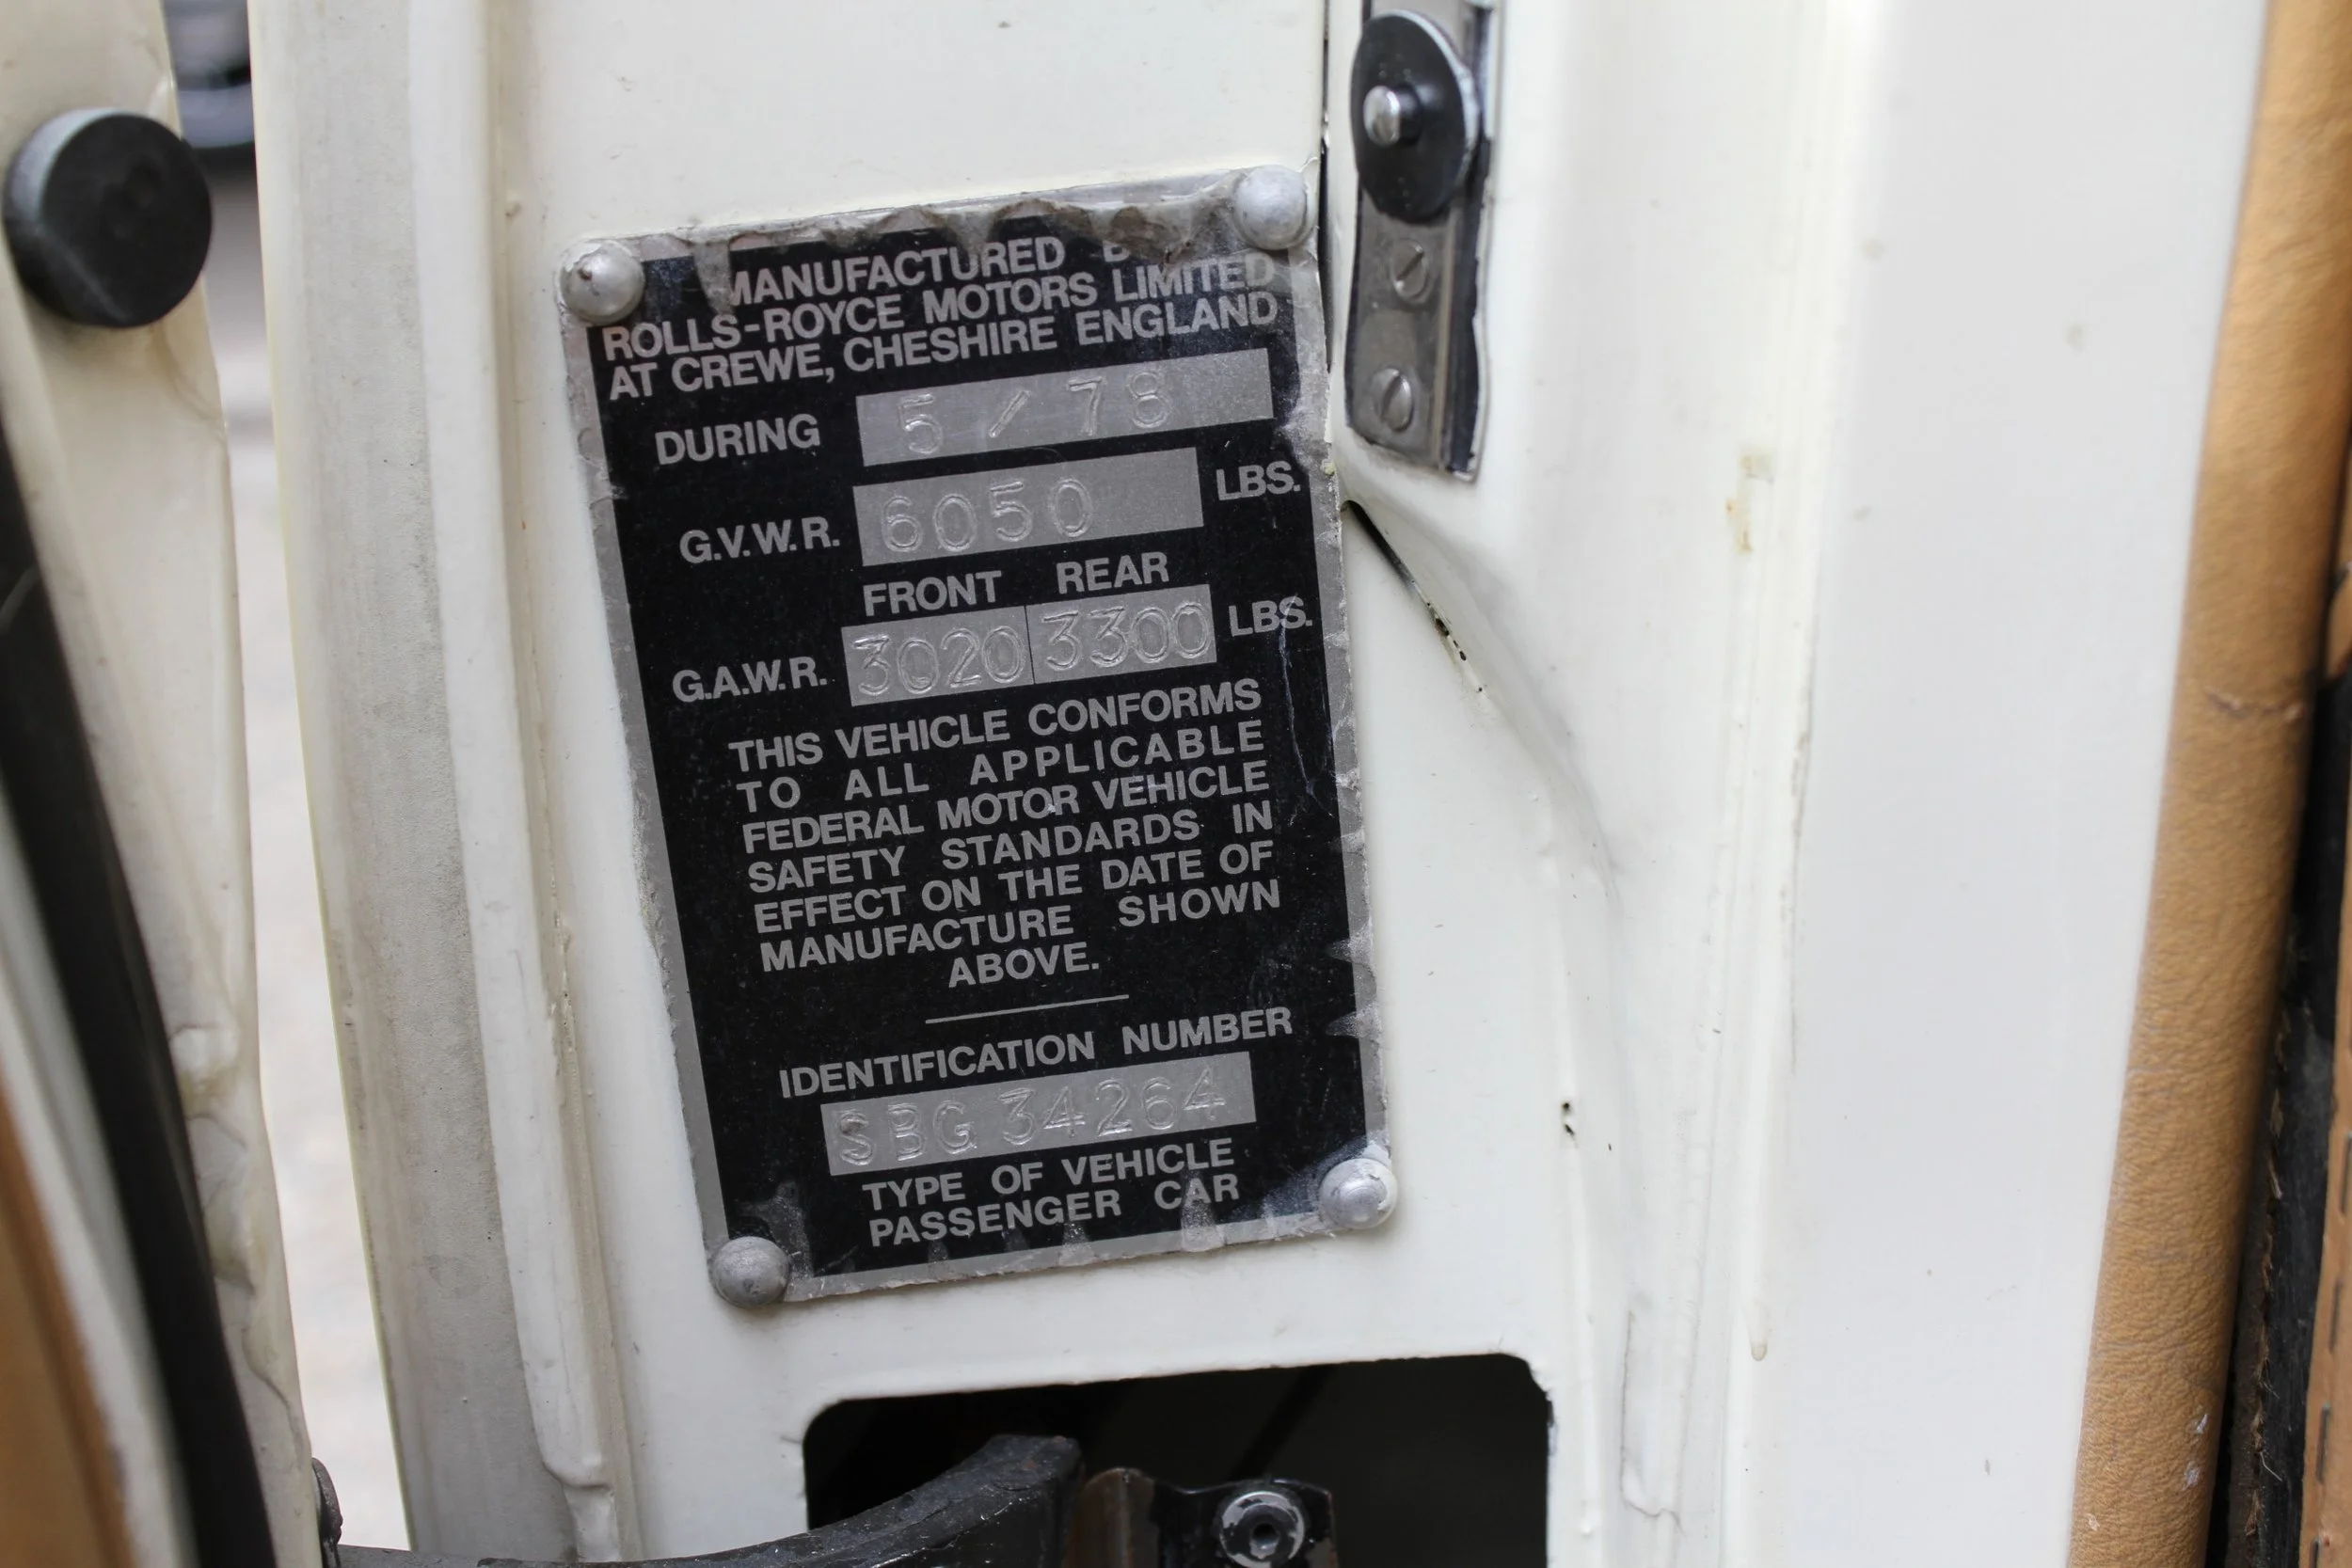 MANUFACTURED
ROLLS-ROYCE MOTORS LIMITED
AT CREWE, CHESHIRE ENGLAND
DURING 5 / 78
G.V.W.R. 6050 LBS.
FRONT REAR
G.A.W.R. 3020 3300 LBS.
THIS VEHICLE CONFORMS
TO ALL APPLICABLE
FEDERAL MOTOR VEHICLE
SAFETY STANDARDS IN
EFFECT ON THE DATE OF
MANUFACTURE SHOWN
ABOVE.
IDENTIFICATION NUMBER
SBG 34264
TYPE OF VEHICLE
PASSENGER CAR